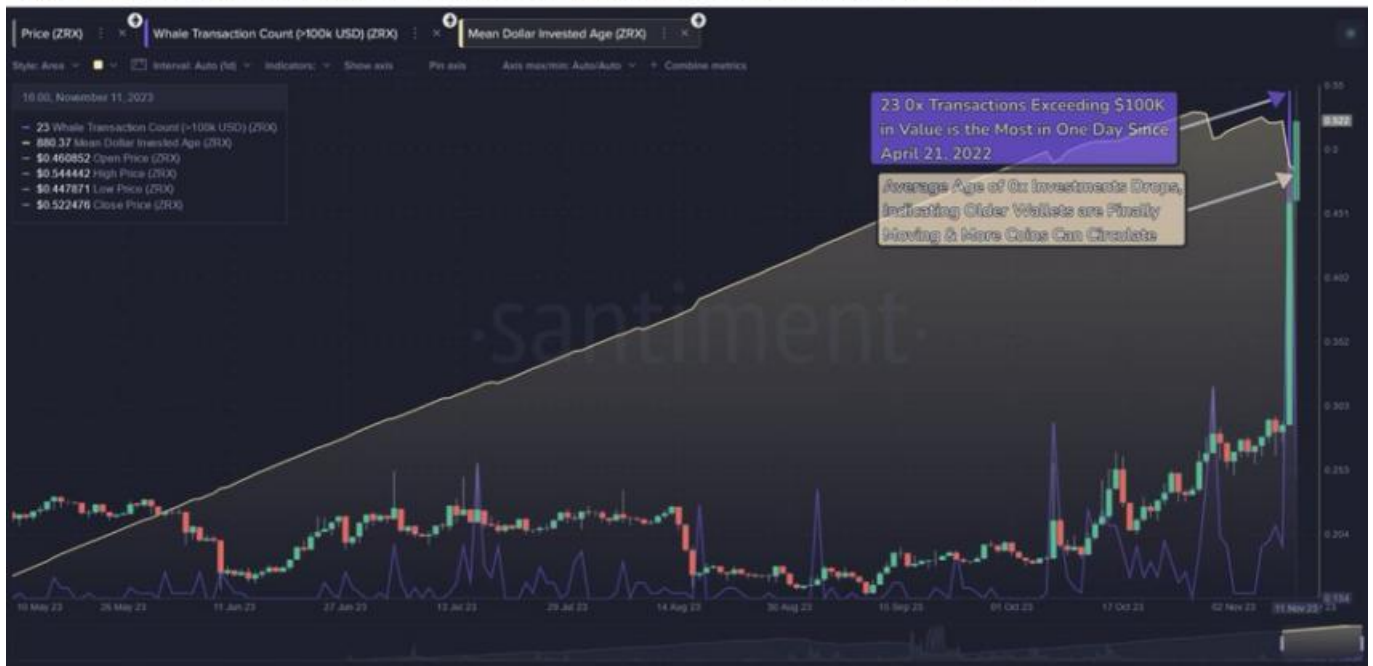 Price (ZRX)
Whale Transaction Count (>100k USD) (ZRX)
Mean Dollar Invested Age (ZRX)
Style: Area
Interval: Auto (1d)
Indicators:
Show axis
Pin axis
Axis max/min: Auto/Auto
+ Combine metrics
16:00, November 11, 2023
23 Whale Transaction Count (>100k USD) (ZRX)
880.37 Mean Dollar Invested Age (ZRX)
$0.460852 Open Price (ZRX)
$0.544442 High Price (ZRX)
$0.447871 Low Price (ZRX)
$0.522476 Close Price (ZRX)
23 0x Transactions Exceeding $100K
in Value is the Most in One Day Since
April 21, 2022
Average Age of 0x Investments Drops,
Indicating Older Wallets are Finally
Moving & More Coins Can Circulate
·santiment·
0.55
0.522
0.5
0.451
0.402
0.352
0.303
0.253
0.204
0.154
10 May 23
26 May 23
11 Jun 23
27 Jun 23
13 Jul 23
29 Jul 23
14 Aug 23
30 Aug 23
15 Sep 23
01 Oct 23
17 Oct 23
02 Nov 23
11 Nov 23